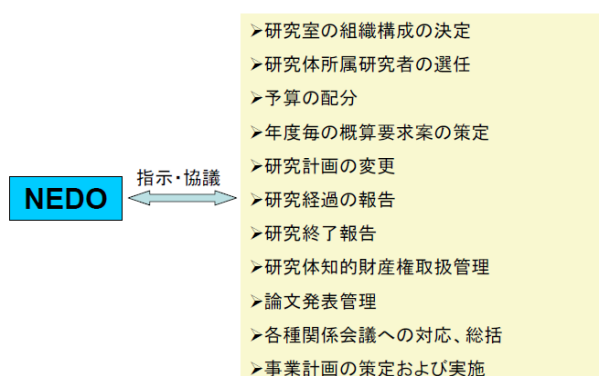 ➢研究室の組織構成の決定
➢研究体所属研究者の選任
➢予算の配分
➢年度毎の概算要求案の策定
➢研究計画の変更
指示・協議
NEDO
➢研究経過の報告
➢研究終了報告
➢研究体知的財産権取扱管理
➢論文発表管理
➢各種関係会議への対応、総括
➢事業計画の策定および実施